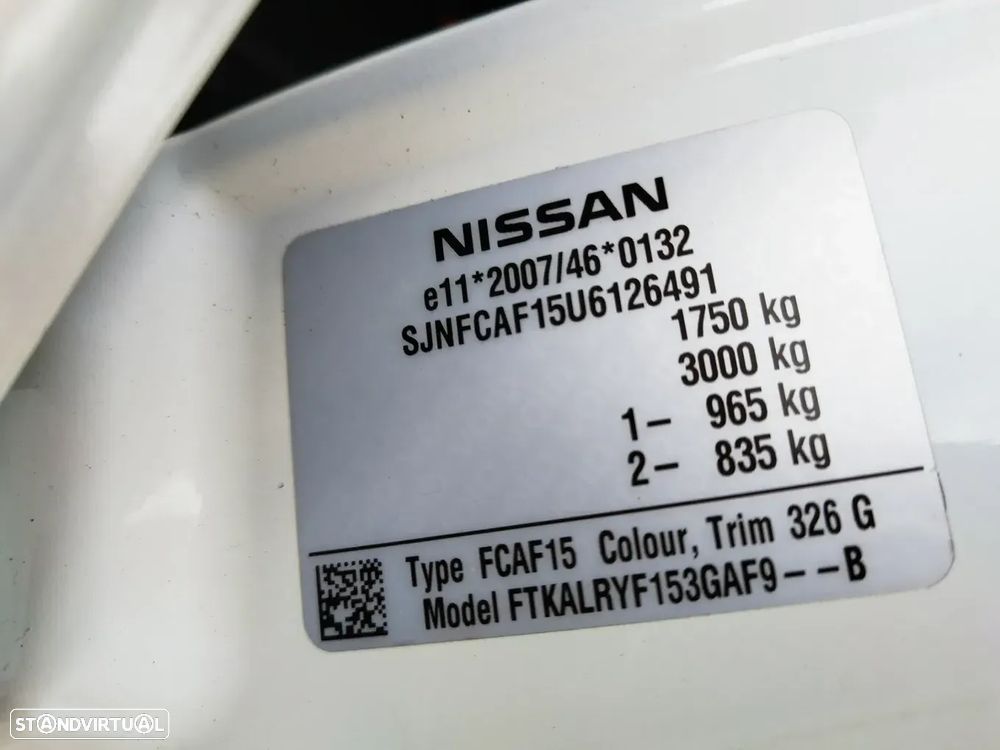 NISSAN
e11*2007/46*0132
SJNFCAF15U6126491
1750 kg
3000 kg
1- 965 kg
2- 835 kg
Type FCAF15 Colour, Trim 326 G
Model FTKALRYF153GAF9--B
STANDVIRTUAL